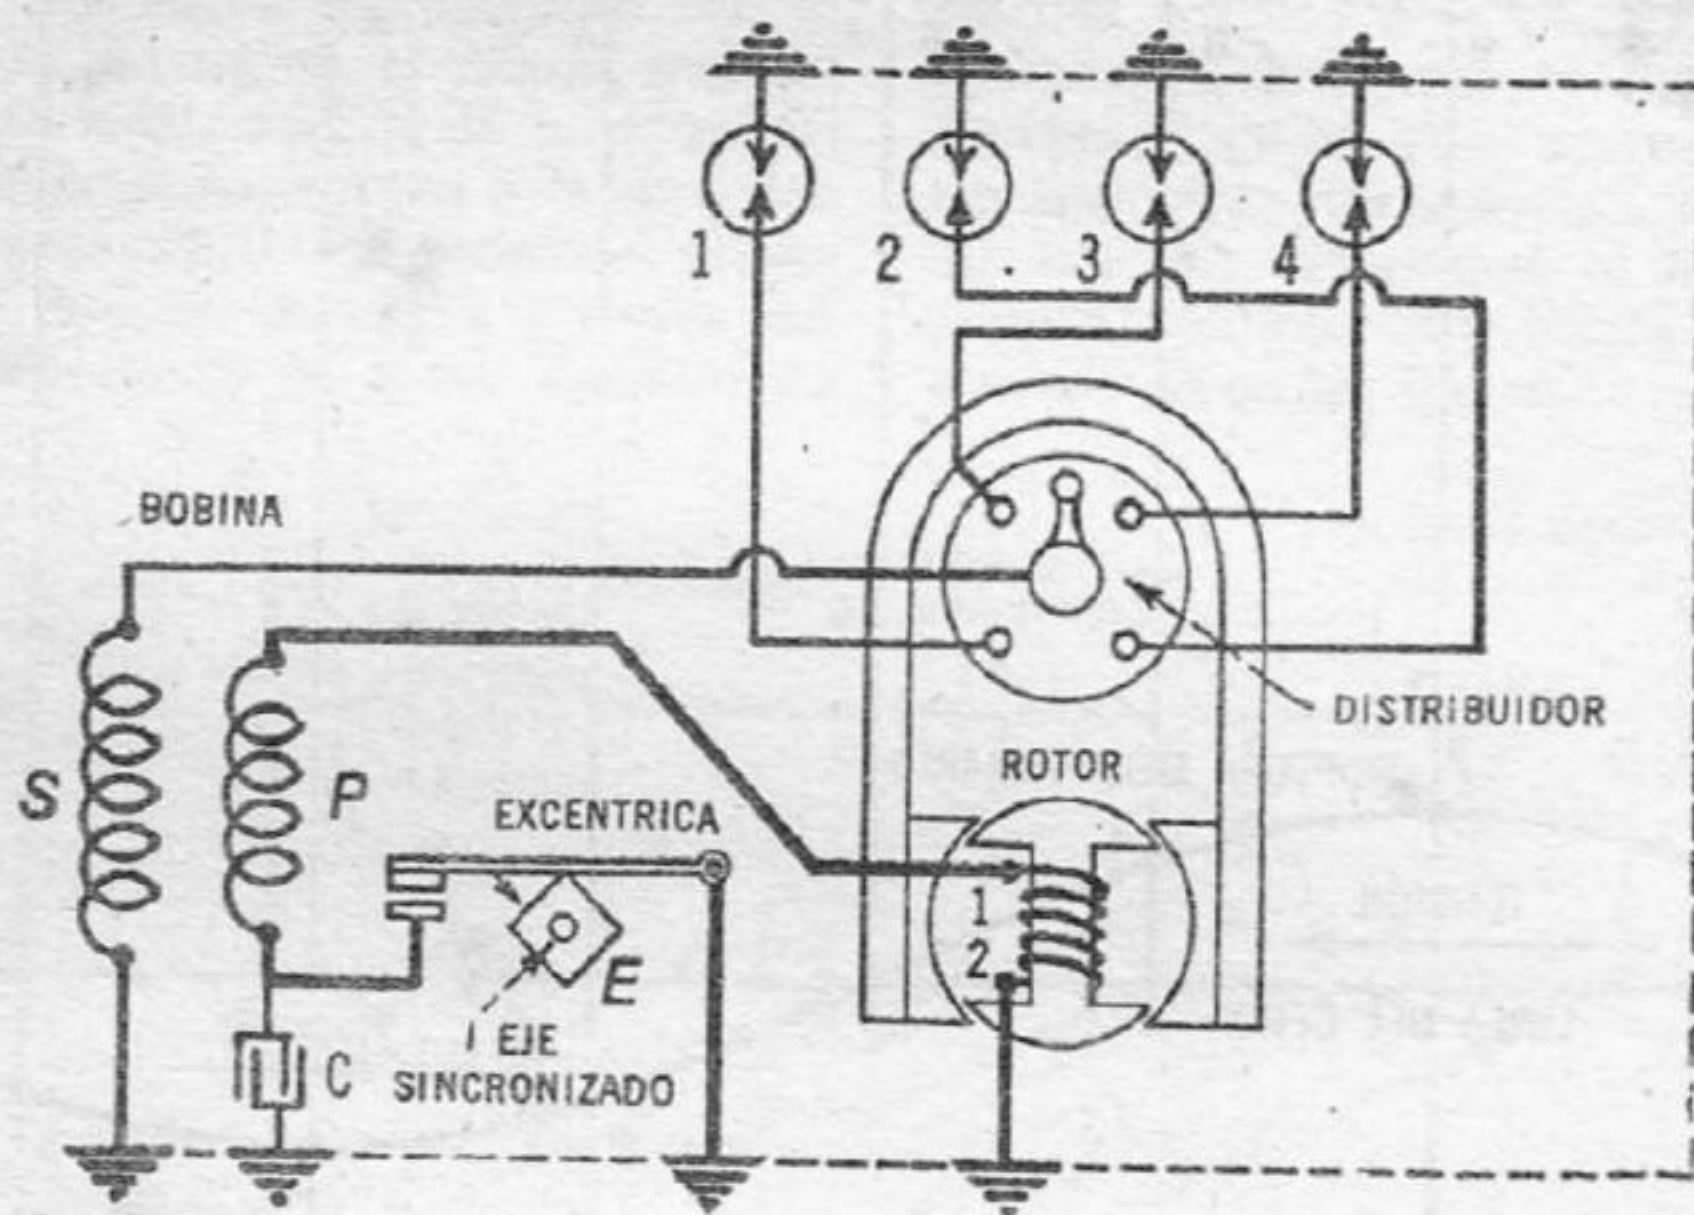 1
2
3
4
BOBINA
DISTRIBUIDOR
ROTOR
S
P
EXCENTRICA
1
2
E
EJE
SINCRONIZADO
C